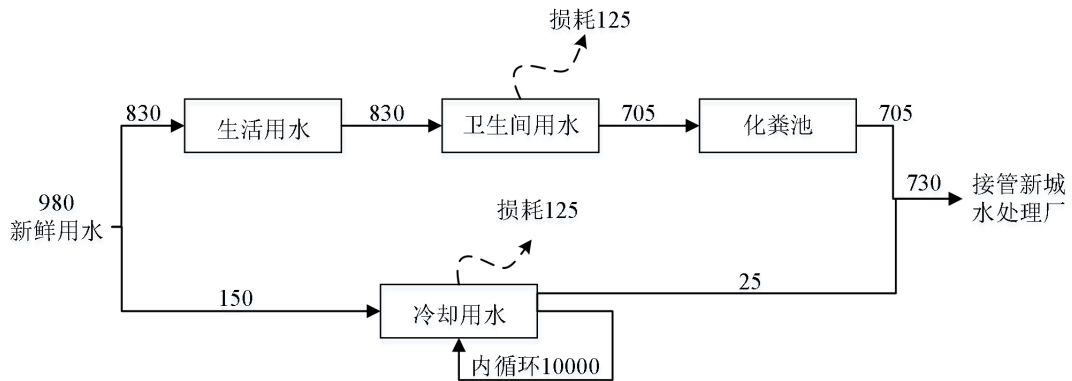 损耗125
830
生活用水
830
卫生间用水
705
化粪池
705
980
新鲜用水
730
接管新城
水处理厂
损耗125
150
冷却用水
25
内循环10000